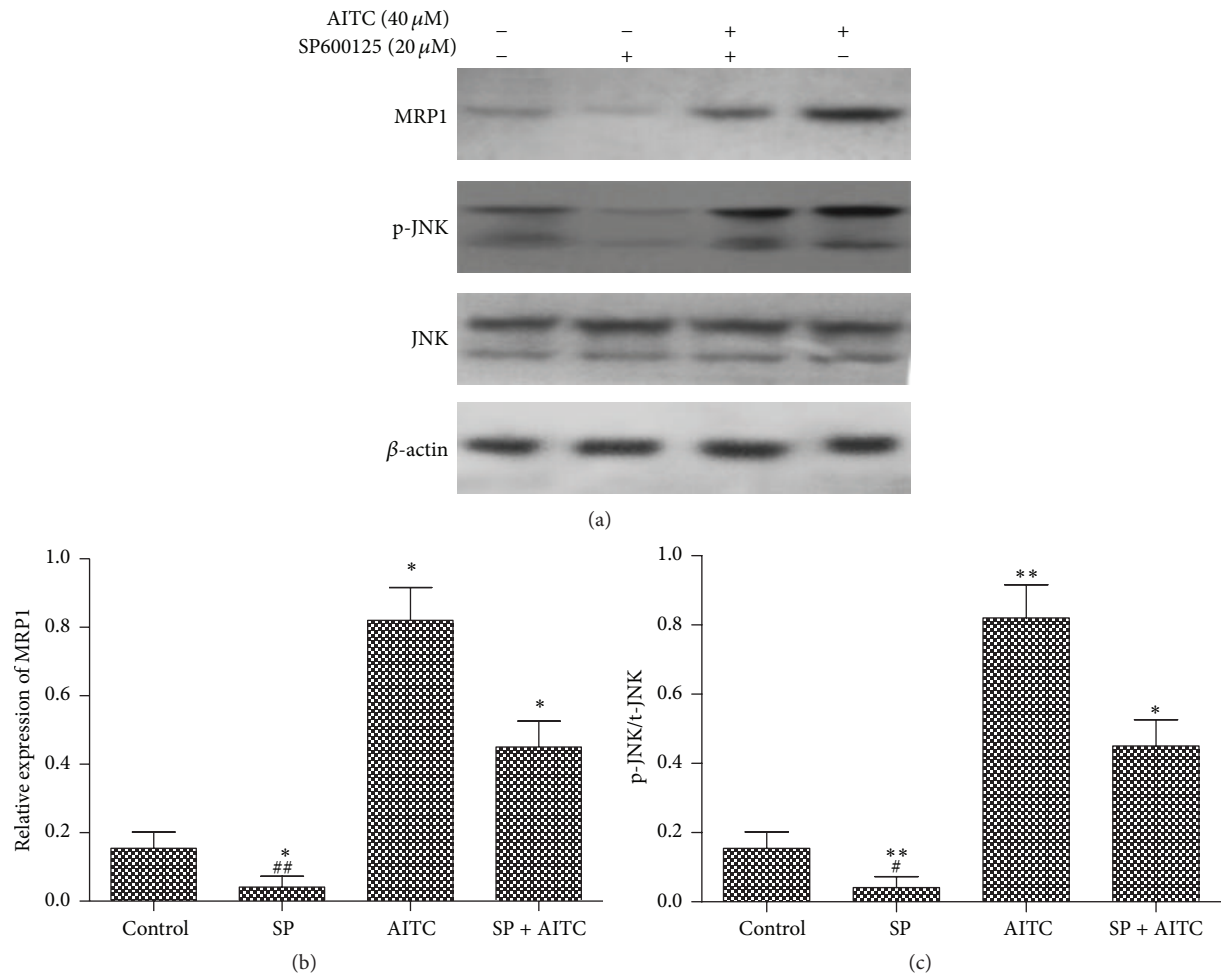 AITC (40 μM) − − + +
SP600125 (20 μM) − + + −
MRP1
p-JNK
JNK
β-actin
(a)
Relative expression of MRP1
1.0
0.8
0.6
0.4
0.2
0.0
*
##
*
*
Control SP AITC SP + AITC
(b)
p-JNK/t-JNK
1.0
0.8
0.6
0.4
0.2
0.0
**
#
**
*
Control SP AITC SP + AITC
(c)